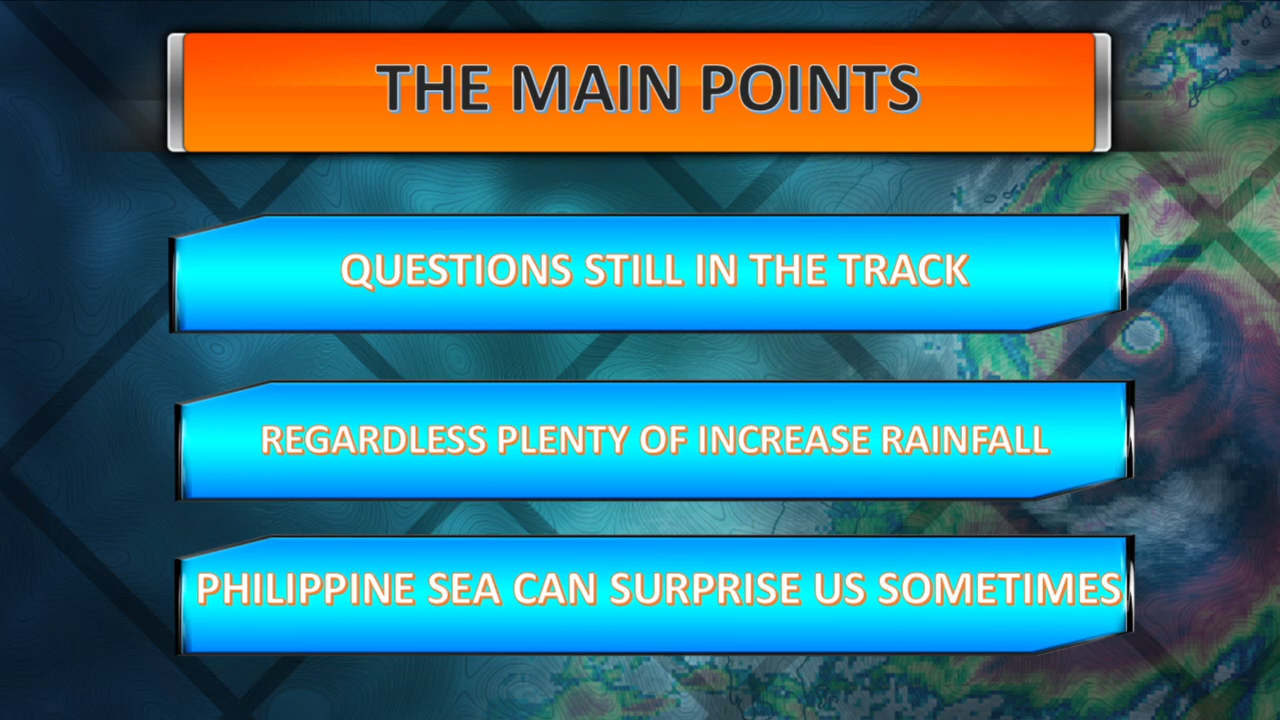 THE MAIN POINTS
QUESTIONS STILL IN THE TRACK
REGARDLESS PLENTY OF INCREASE RAINFALL
PHILIPPINE SEA CAN SURPRISE US SOMETIMES